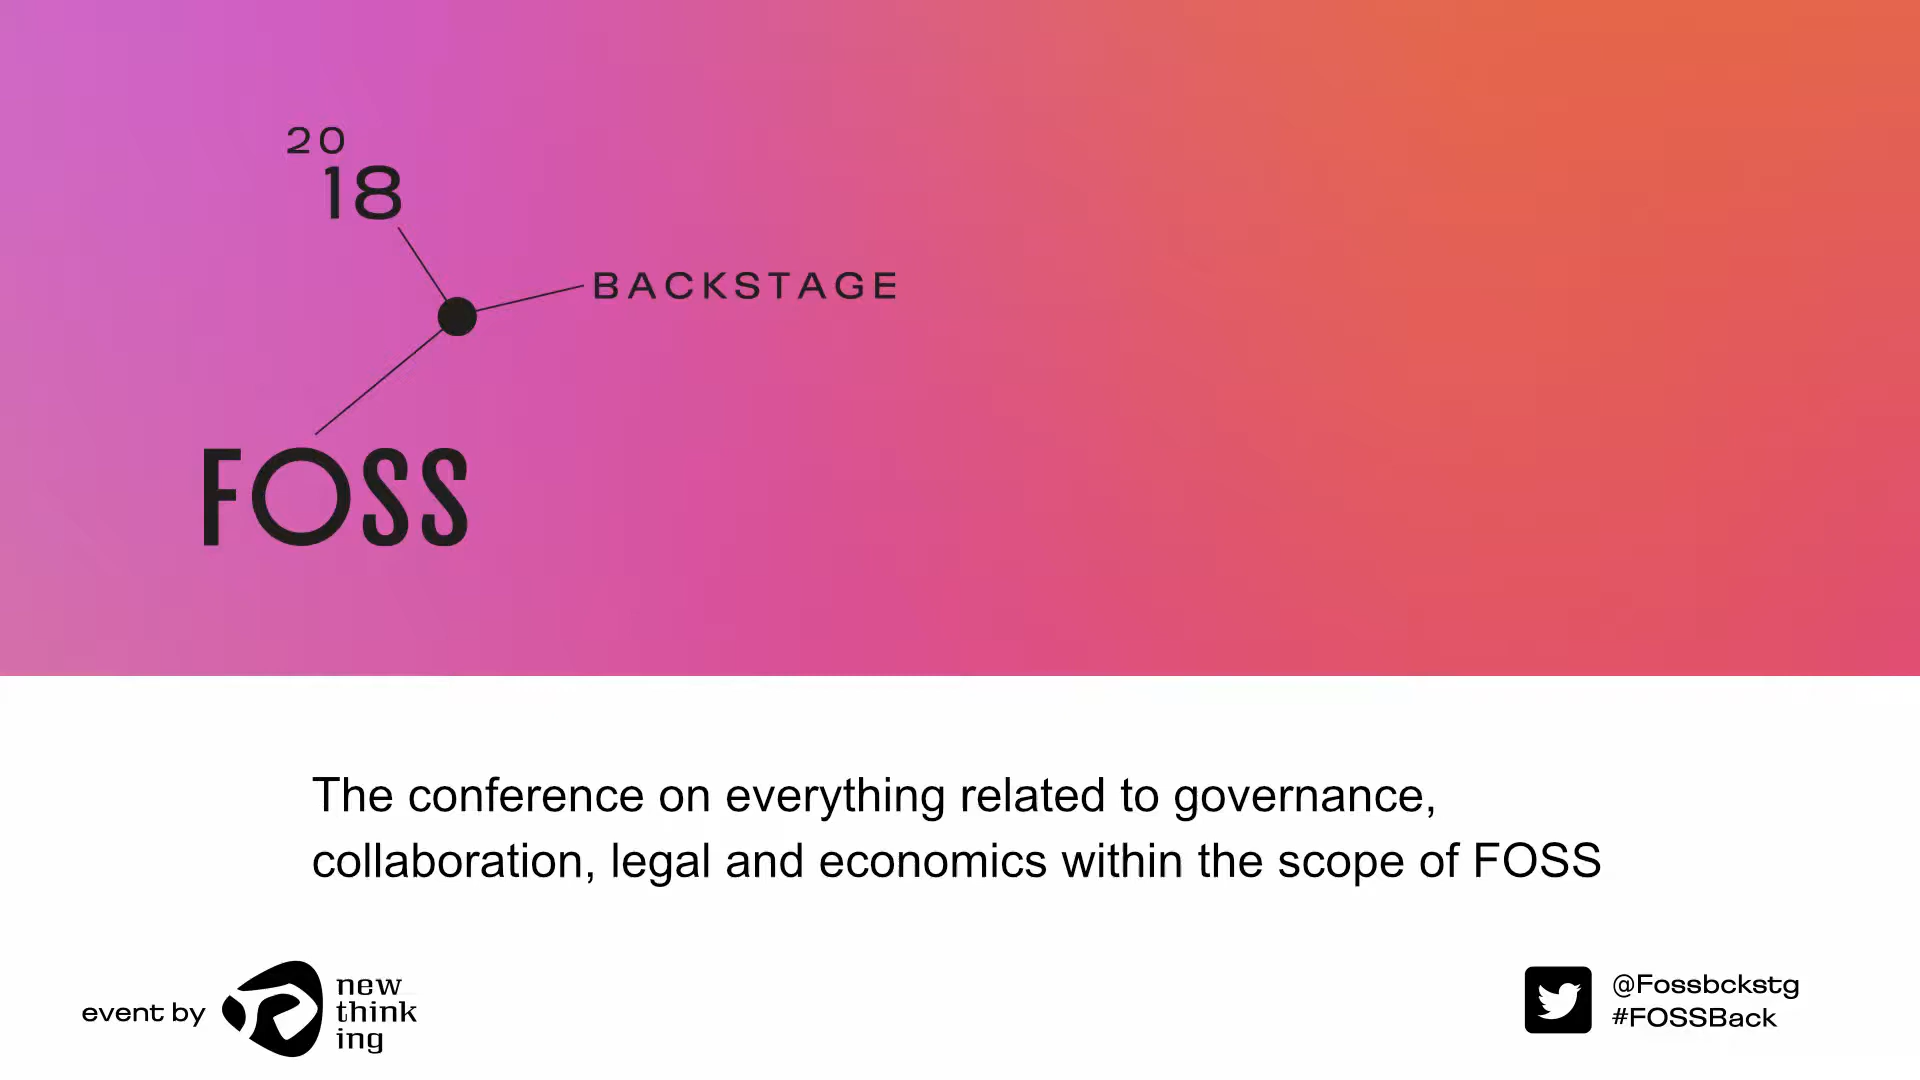 20
18
BACKSTAGE
FOSS
The conference on everything related to governance,
collaboration, legal and economics within the scope of FOSS
event by
new
think
ing
@Fossbckstg
#FOSSBack